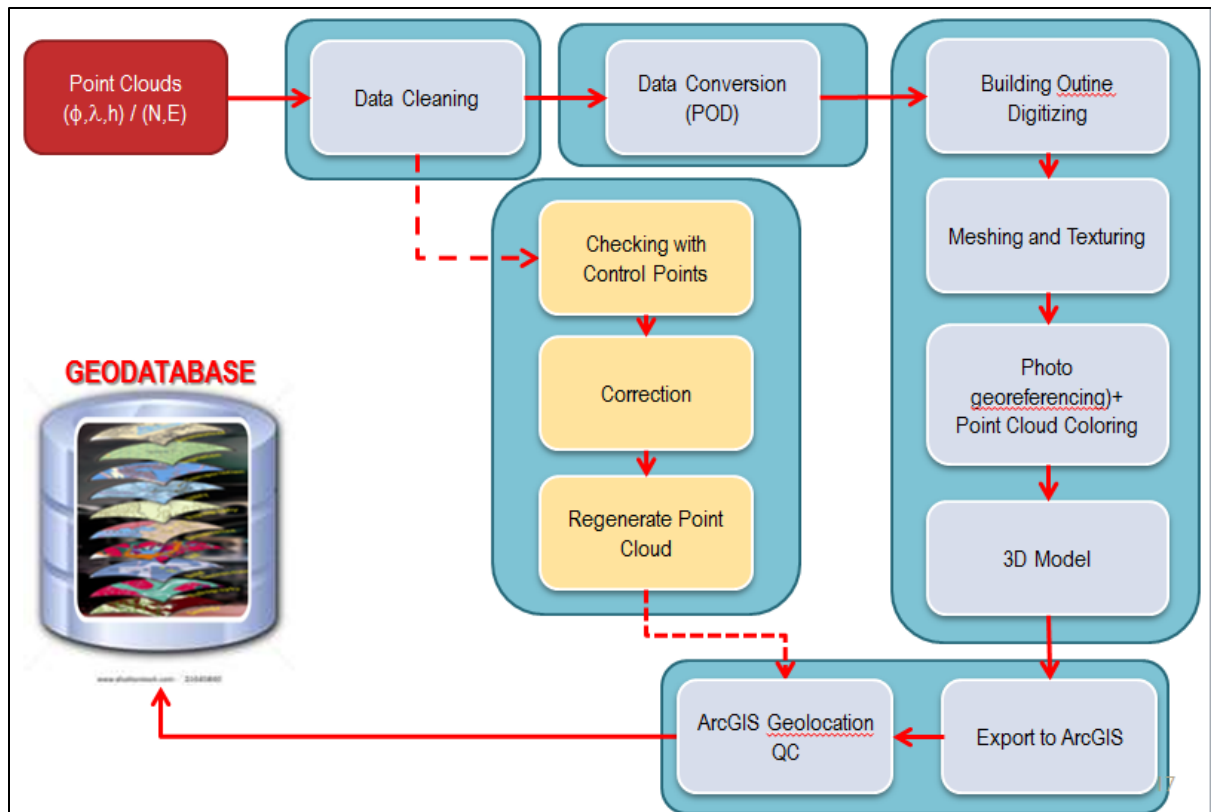 Point Clouds
(ϕ,λ,h) / (N,E)
Data Cleaning
Data Conversion
(POD)
Building Outine
Digitizing
Checking with
Control Points
Meshing and Texturing
Correction
Photo
georeferencing)+
Point Cloud Coloring
GEODATABASE
Regenerate Point
Cloud
3D Model
ArcGIS Geolocation
QC
Export to ArcGIS